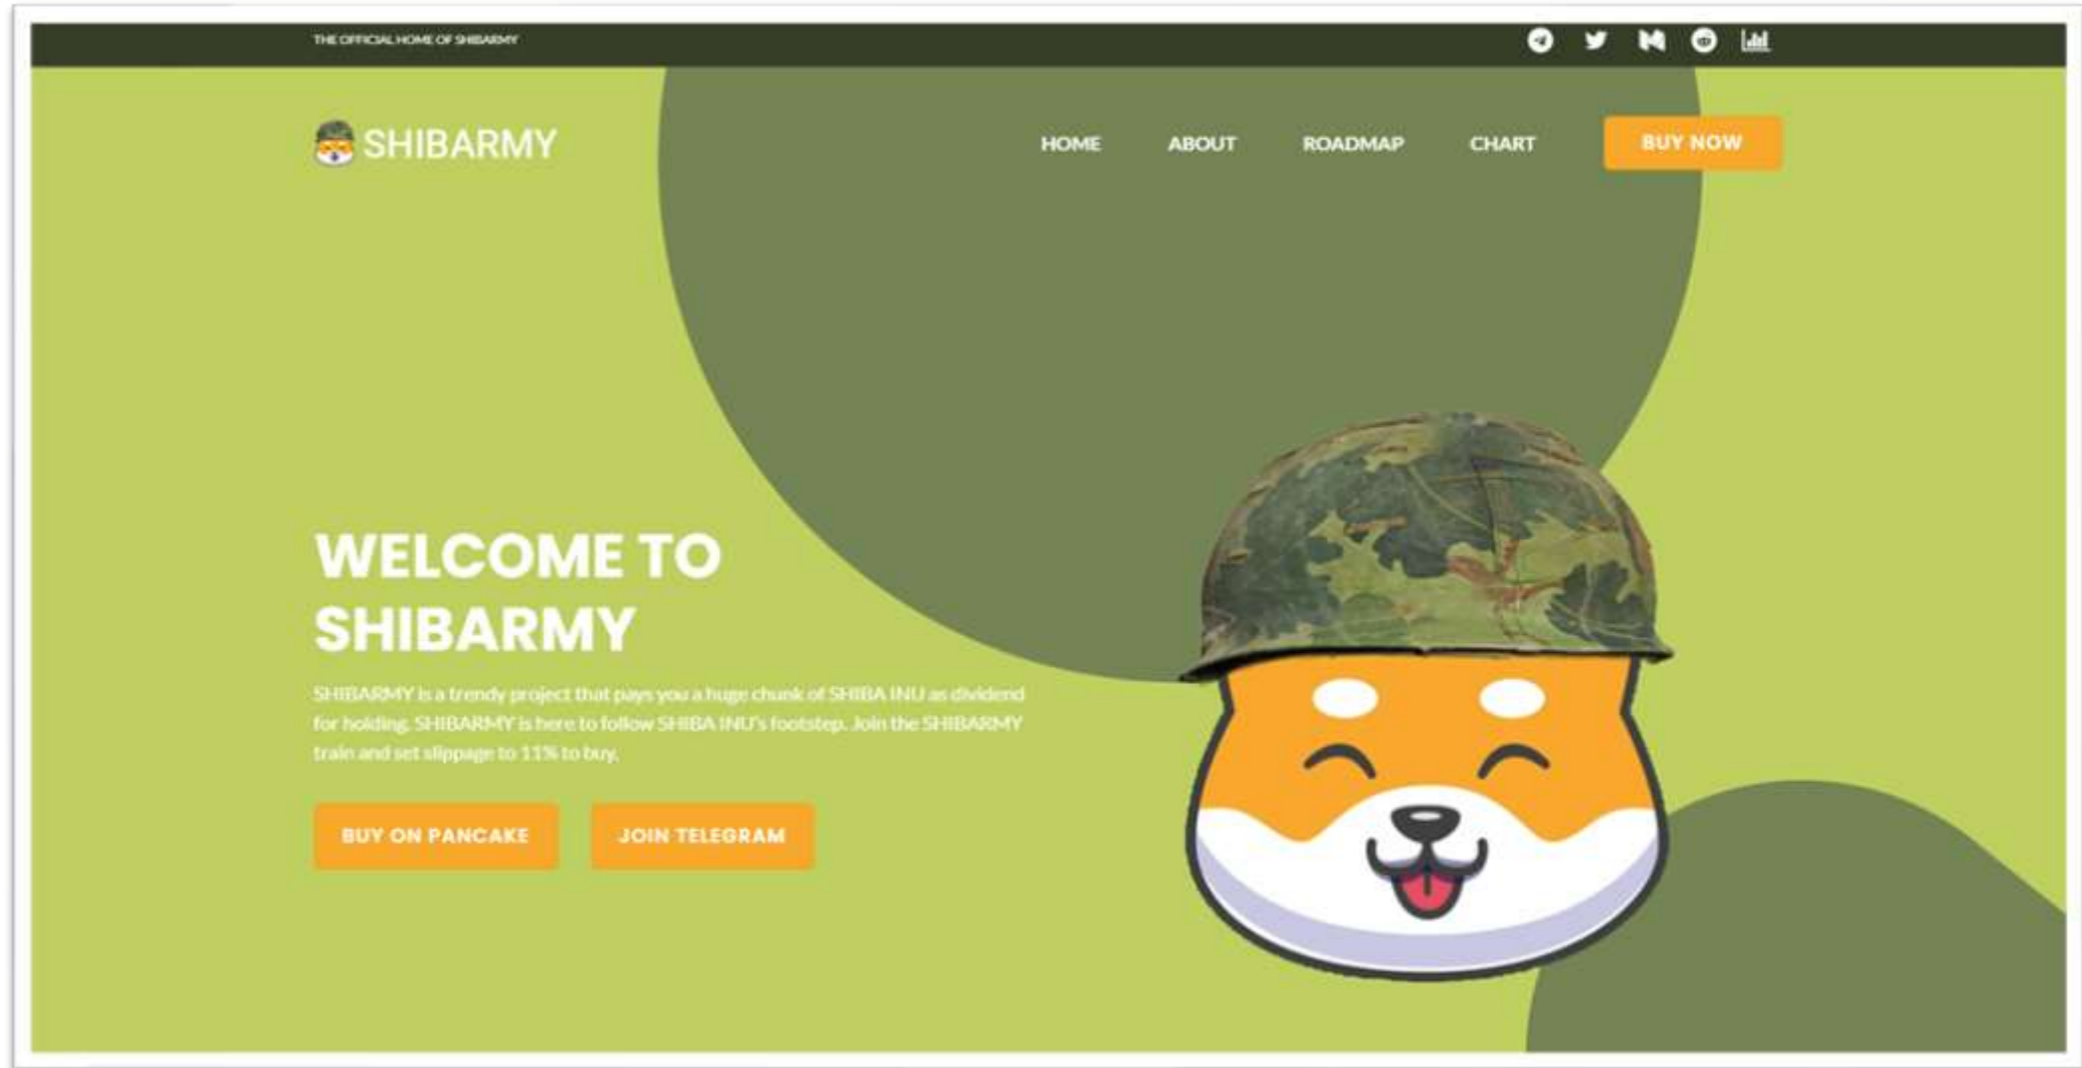 THE OFFICIAL HOME OF SHIBARMY
SHIBARMY
HOME
ABOUT
ROADMAP
CHART
BUY NOW
WELCOME TO
SHIBARMY
SHIBARMY is a trendy project that pays you a huge chunk of SHIBA INU as dividend
for holding. SHIBARMY is here to follow SHIBA INU's footstep. Join the SHIBARMY
train and set slippage to 11% to buy.
BUY ON PANCAKE
JOIN TELEGRAM